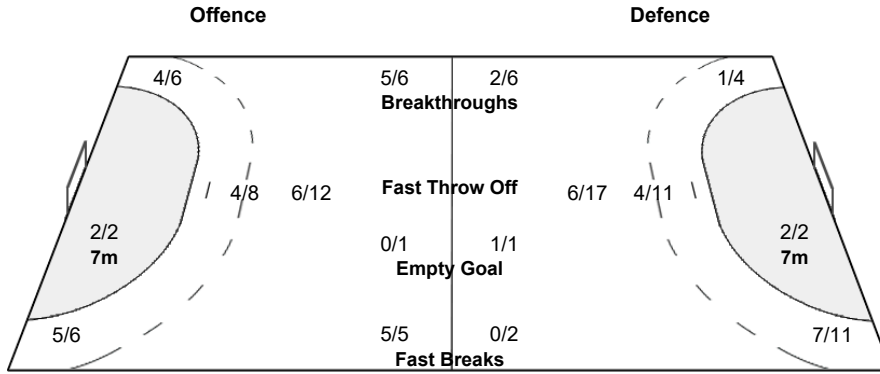 Offence Defence
4/6 5/6 2/6 1/4
Breakthroughs
4/8 6/12 Fast Throw Off 6/17 4/11
2/2 0/1 1/1 2/2
7m Empty Goal 7m
5/6 5/5 0/2 7/11
Fast Breaks